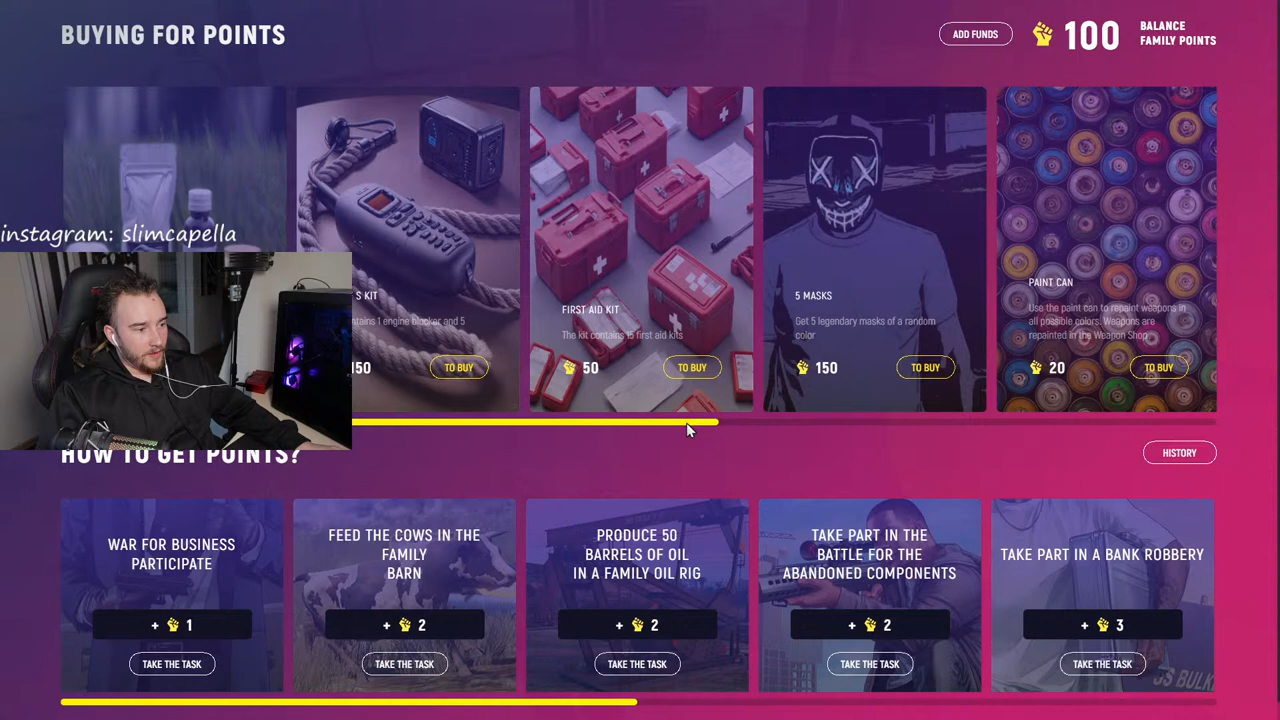 BUYING FOR POINTS
ADD FUNDS
100
BALANCE
FAMILY POINTS
instagram: slimcapella
S KIT
1 engine blocker and 5
150
TO BUY
FIRST AID KIT
The kit contains 15 first aid kits
50
TO BUY
5 MASKS
Get 5 legendary masks of a random
color
150
TO BUY
PAINT CAN
Use the paint can to repaint weapons in
all possible colors. Weapons are
repainted in the Weapon Shop
20
TO BUY
HOW TO GET POINTS?
HISTORY
WAR FOR BUSINESS
PARTICIPATE
+ 1
TAKE THE TASK
FEED THE COWS IN THE
FAMILY
BARN
+ 2
TAKE THE TASK
PRODUCE 50
BARRELS OF OIL
IN A FAMILY OIL RIG
+ 2
TAKE THE TASK
TAKE PART IN THE
BATTLE FOR THE
ABANDONED COMPONENTS
+ 2
TAKE THE TASK
TAKE PART IN A BANK ROBBERY
+ 3
TAKE THE TASK